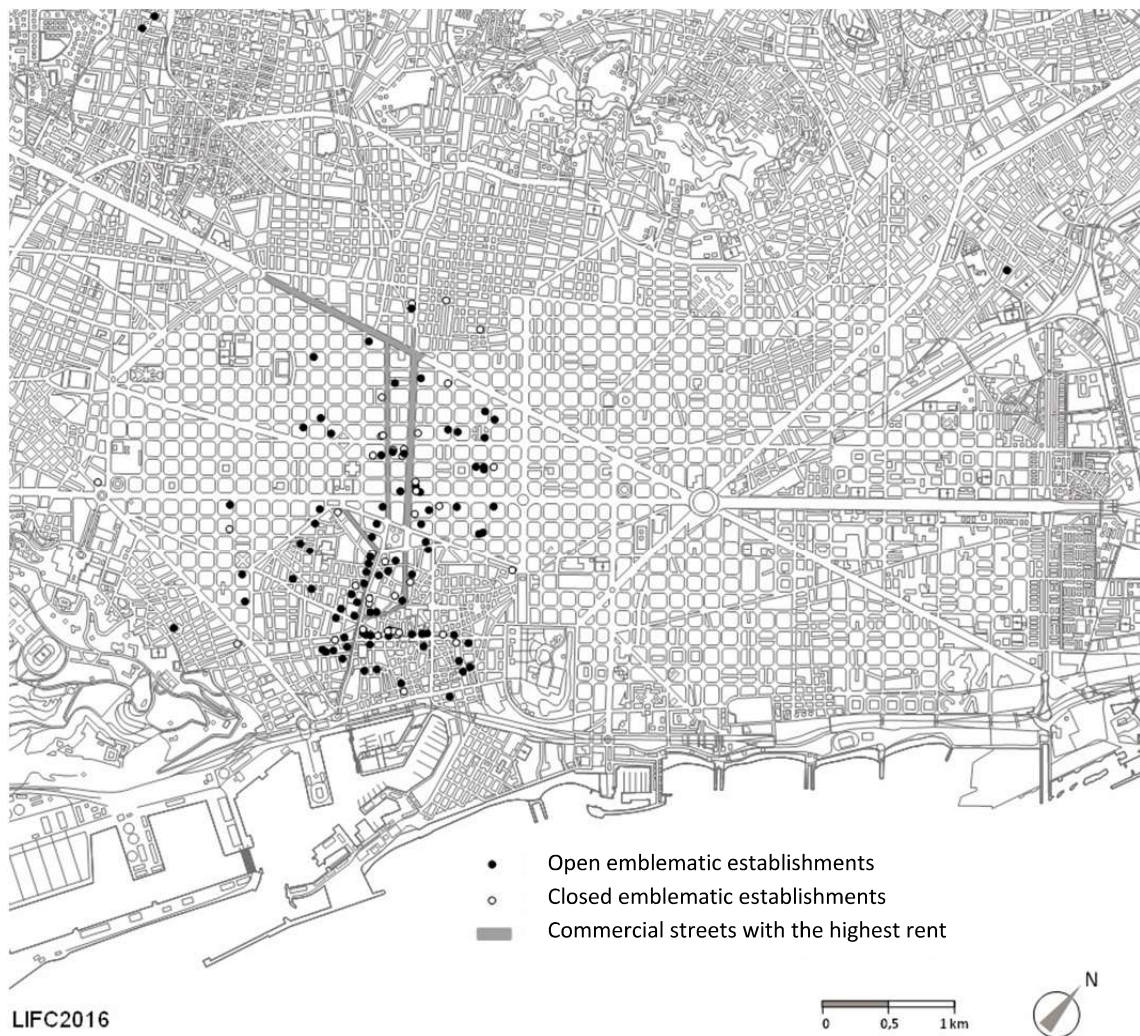 Open emblematic establishments
Closed emblematic establishments
Commercial streets with the highest rent
N
LIFC2016
0 0,5 1 km